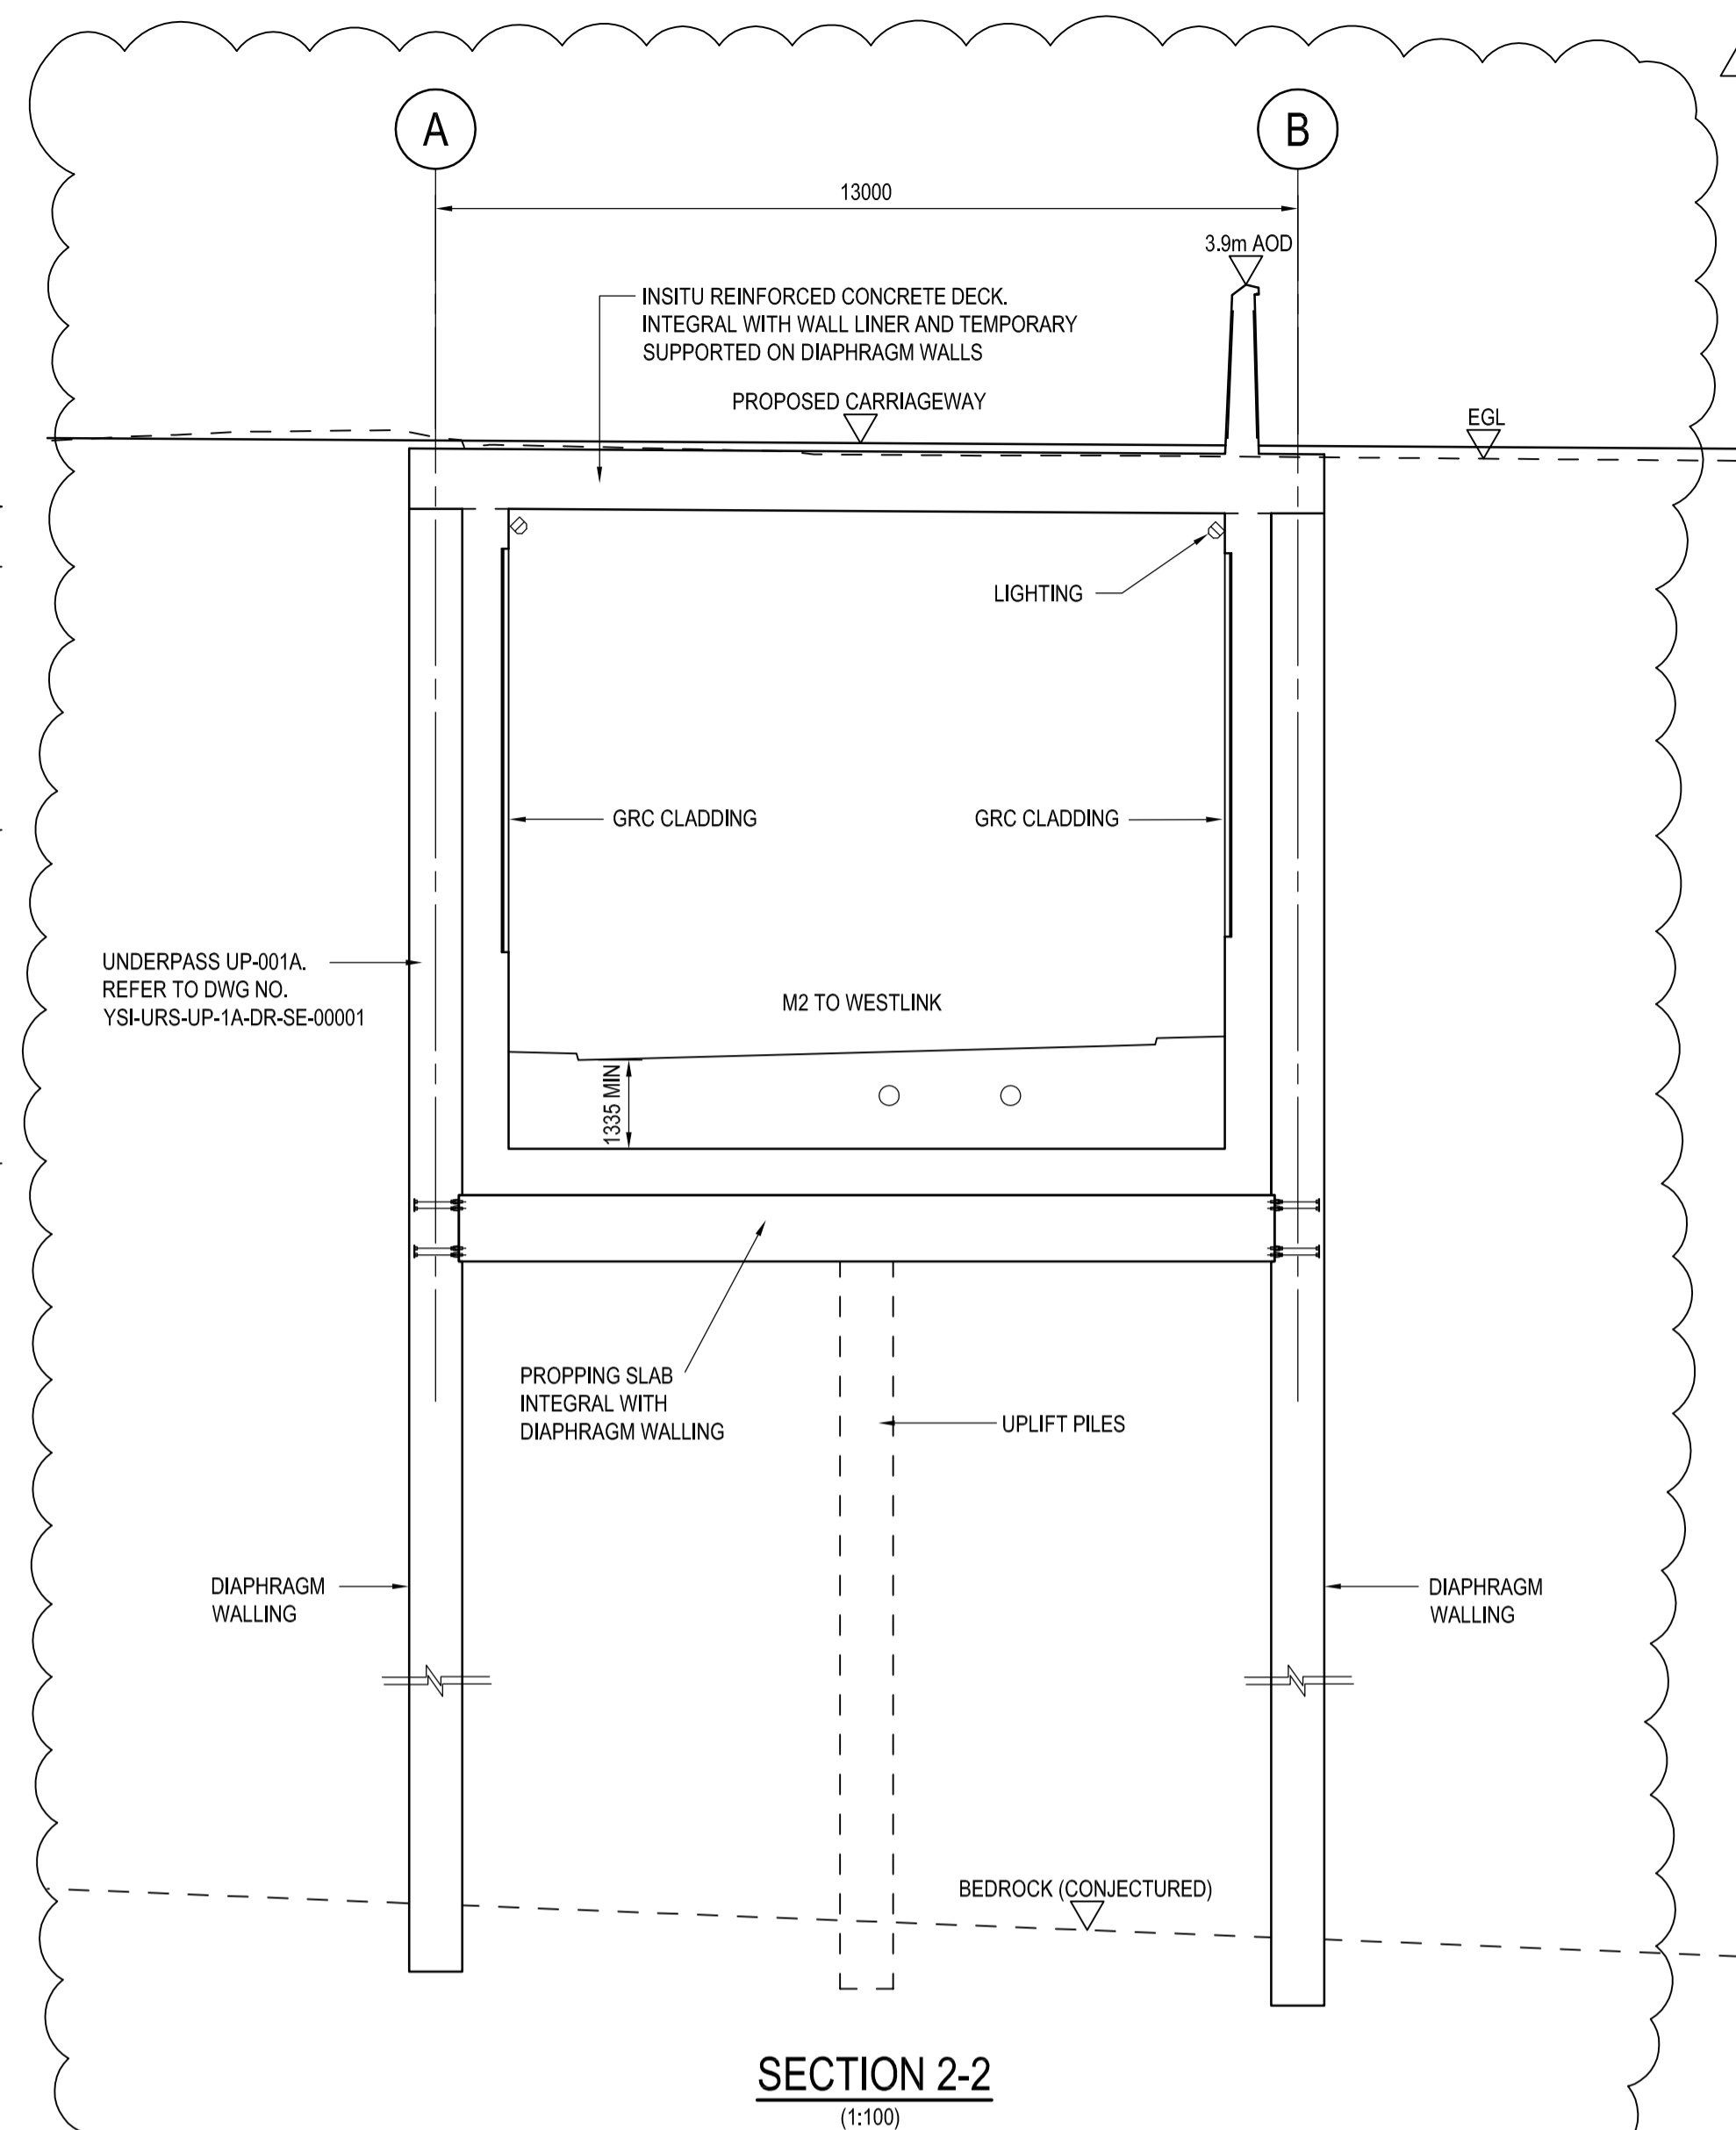 A
B
13000
3.9m AOD
INSITU REINFORCED CONCRETE DECK.
INTEGRAL WITH WALL LINER AND TEMPORARY
SUPPORTED ON DIAPHRAGM WALLS
PROPOSED CARRIAGEWAY
EGL
LIGHTING
GRC CLADDING
GRC CLADDING
UNDERPASS UP-001A.
REFER TO DWG NO.
YSI-URS-UP-1A-DR-SE-00001
M2 TO WESTLINK
1335 MIN
PROPPING SLAB
INTEGRAL WITH
DIAPHRAGM WALLING
UPLIFT PILES
DIAPHRAGM
WALLING
DIAPHRAGM
WALLING
BEDROCK (CONJECTURED)
SECTION 2-2
(1:100)